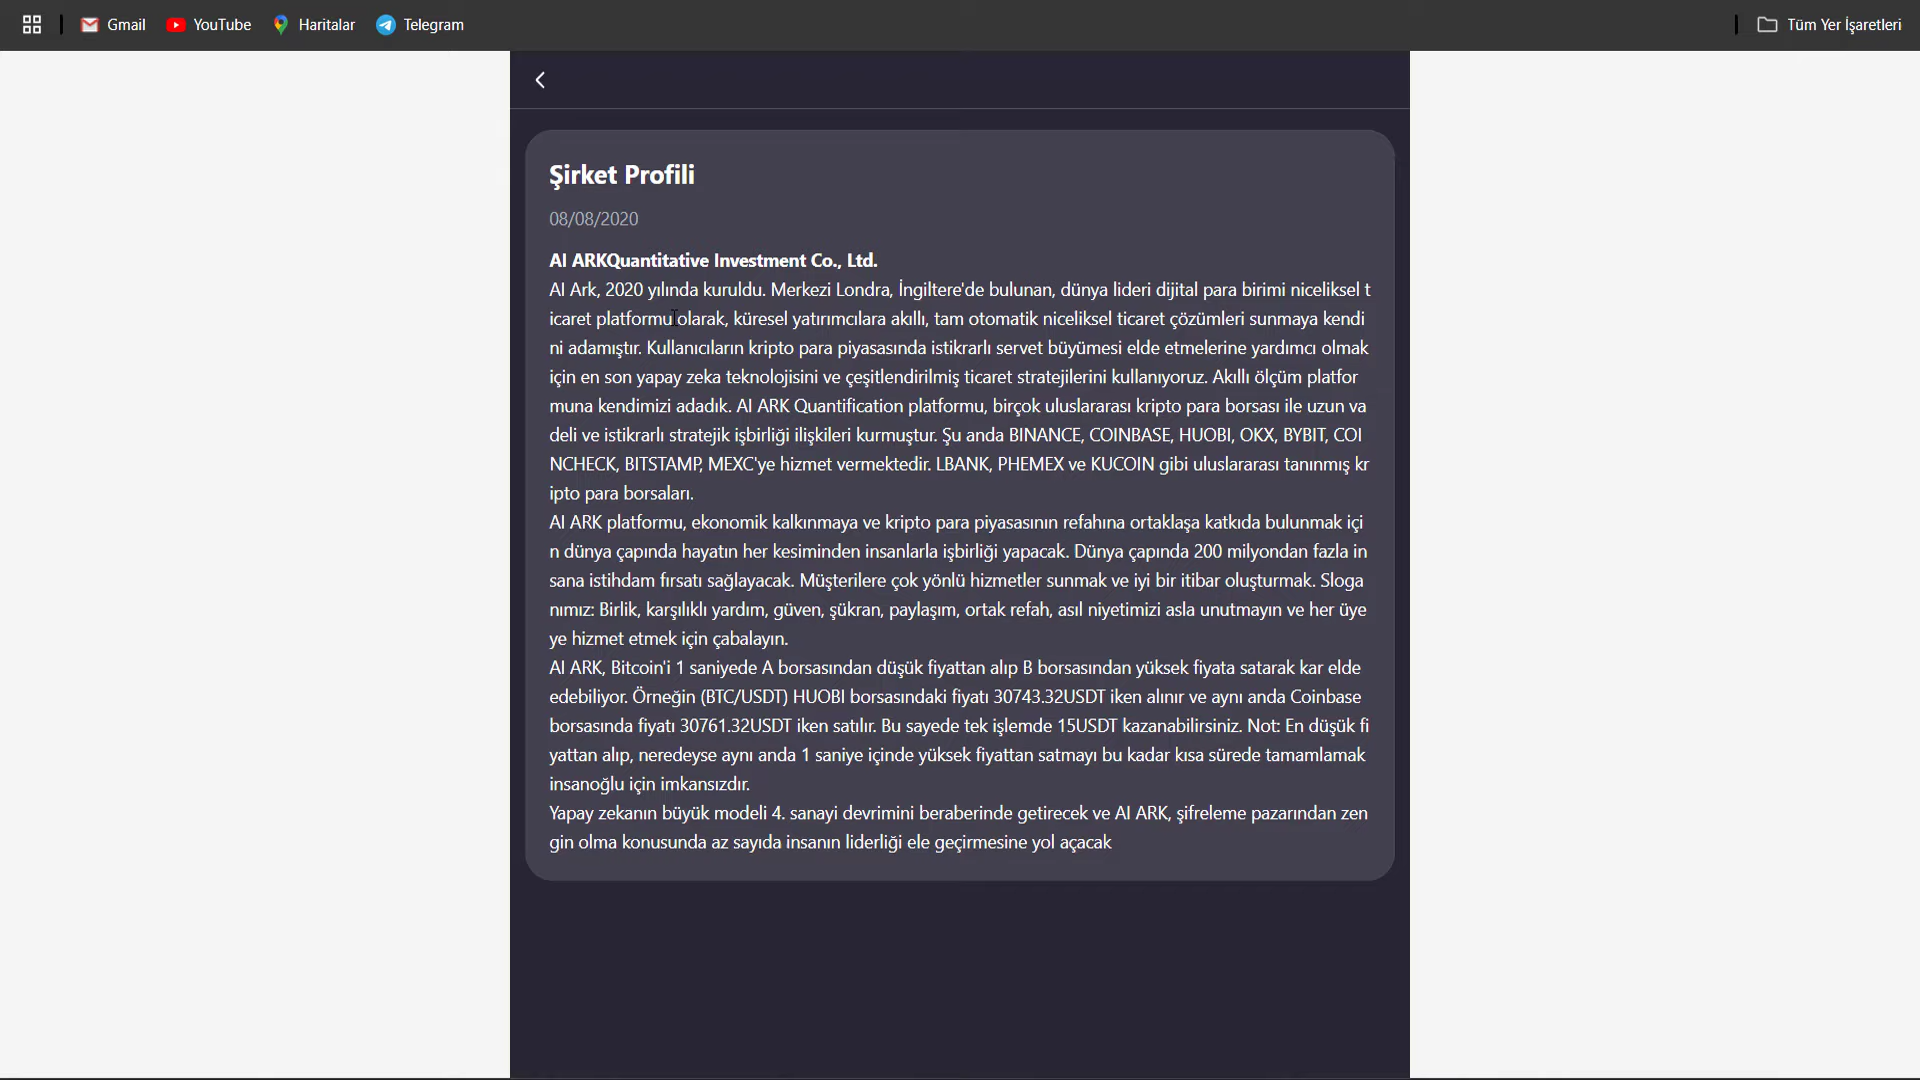 Gmail
YouTube
Haritalar
Telegram
Tüm Yer İşaretleri
Şirket Profili
08/08/2020
AI ARKQuantitative Investment Co., Ltd.
AI Ark, 2020 yılında kuruldu. Merkezi Londra, İngiltere'de bulunan, dünya lideri dijital para birimi niceliksel t
icaret platformu olarak, küresel yatırımcılara akıllı, tam otomatik niceliksel ticaret çözümleri sunmaya kendi
ni adamıştır. Kullanıcıların kripto para piyasasında istikrarlı servet büyümesi elde etmelerine yardımcı olmak
için en son yapay zeka teknolojisini ve çeşitlendirilmiş ticaret stratejilerini kullanıyoruz. Akıllı ölçüm platfor
muna kendimizi adadık. AI ARK Quantification platformu, birçok uluslararası kripto para borsası ile uzun va
deli ve istikrarlı stratejik işbirliği ilişkileri kurmuştur. Şu anda BINANCE, COINBASE, HUOBI, OKX, BYBIT, COI
NCHECK, BITSTAMP, MEXC'ye hizmet vermektedir. LBANK, PHEMEX ve KUCOIN gibi uluslararası tanınmış kr
ipto para borsaları.
AI ARK platformu, ekonomik kalkınmaya ve kripto para piyasasının refahına ortaklaşa katkıda bulunmak içi
n dünya çapında hayatın her kesiminden insanlarla işbirliği yapacak. Dünya çapında 200 milyondan fazla in
sana istihdam fırsatı sağlayacak. Müşterilere çok yönlü hizmetler sunmak ve iyi bir itibar oluşturmak. Sloga
nımız: Birlik, karşılıklı yardım, güven, şükran, paylaşım, ortak refah, asıl niyetimizi asla unutmayın ve her üye
ye hizmet etmek için çabalayın.
AI ARK, Bitcoin'i 1 saniyede A borsasından düşük fiyattan alıp B borsasından yüksek fiyata satarak kar elde
edebiliyor. Örneğin (BTC/USDT) HUOBI borsasındaki fiyatı 30743.32USDT iken alınır ve aynı anda Coinbase
borsasında fiyatı 30761.32USDT iken satılır. Bu sayede tek işlemde 15USDT kazanabilirsiniz. Not: En düşük fi
yattan alıp, neredeyse aynı anda 1 saniye içinde yüksek fiyattan satmayı bu kadar kısa sürede tamamlamak
insanoğlu için imkansızdır.
Yapay zekanın büyük modeli 4. sanayi devrimini beraberinde getirecek ve AI ARK, şifreleme pazarından zen
gin olma konusunda az sayıda insanın liderliği ele geçirmesine yol açacak